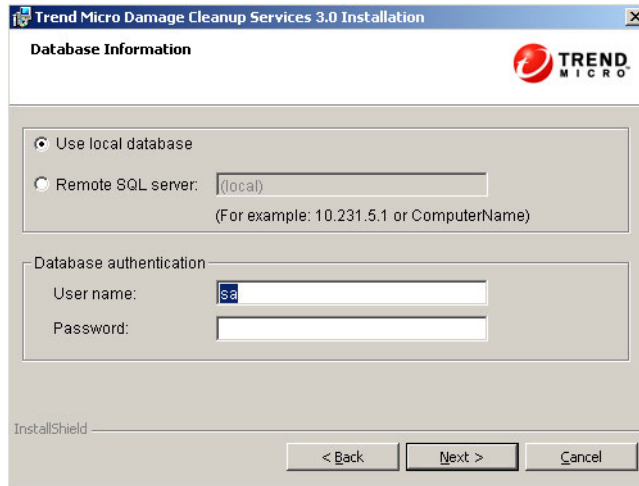 Trend Micro Damage Cleanup Services 3.0 Installation
Database Information
TREND
MICRO
Use local database
Remote SQL server: (local)
(For example: 10.231.5.1 or ComputerName)
Database authentication
User name: sa
Password:
InstallShield
< Back Next > Cancel